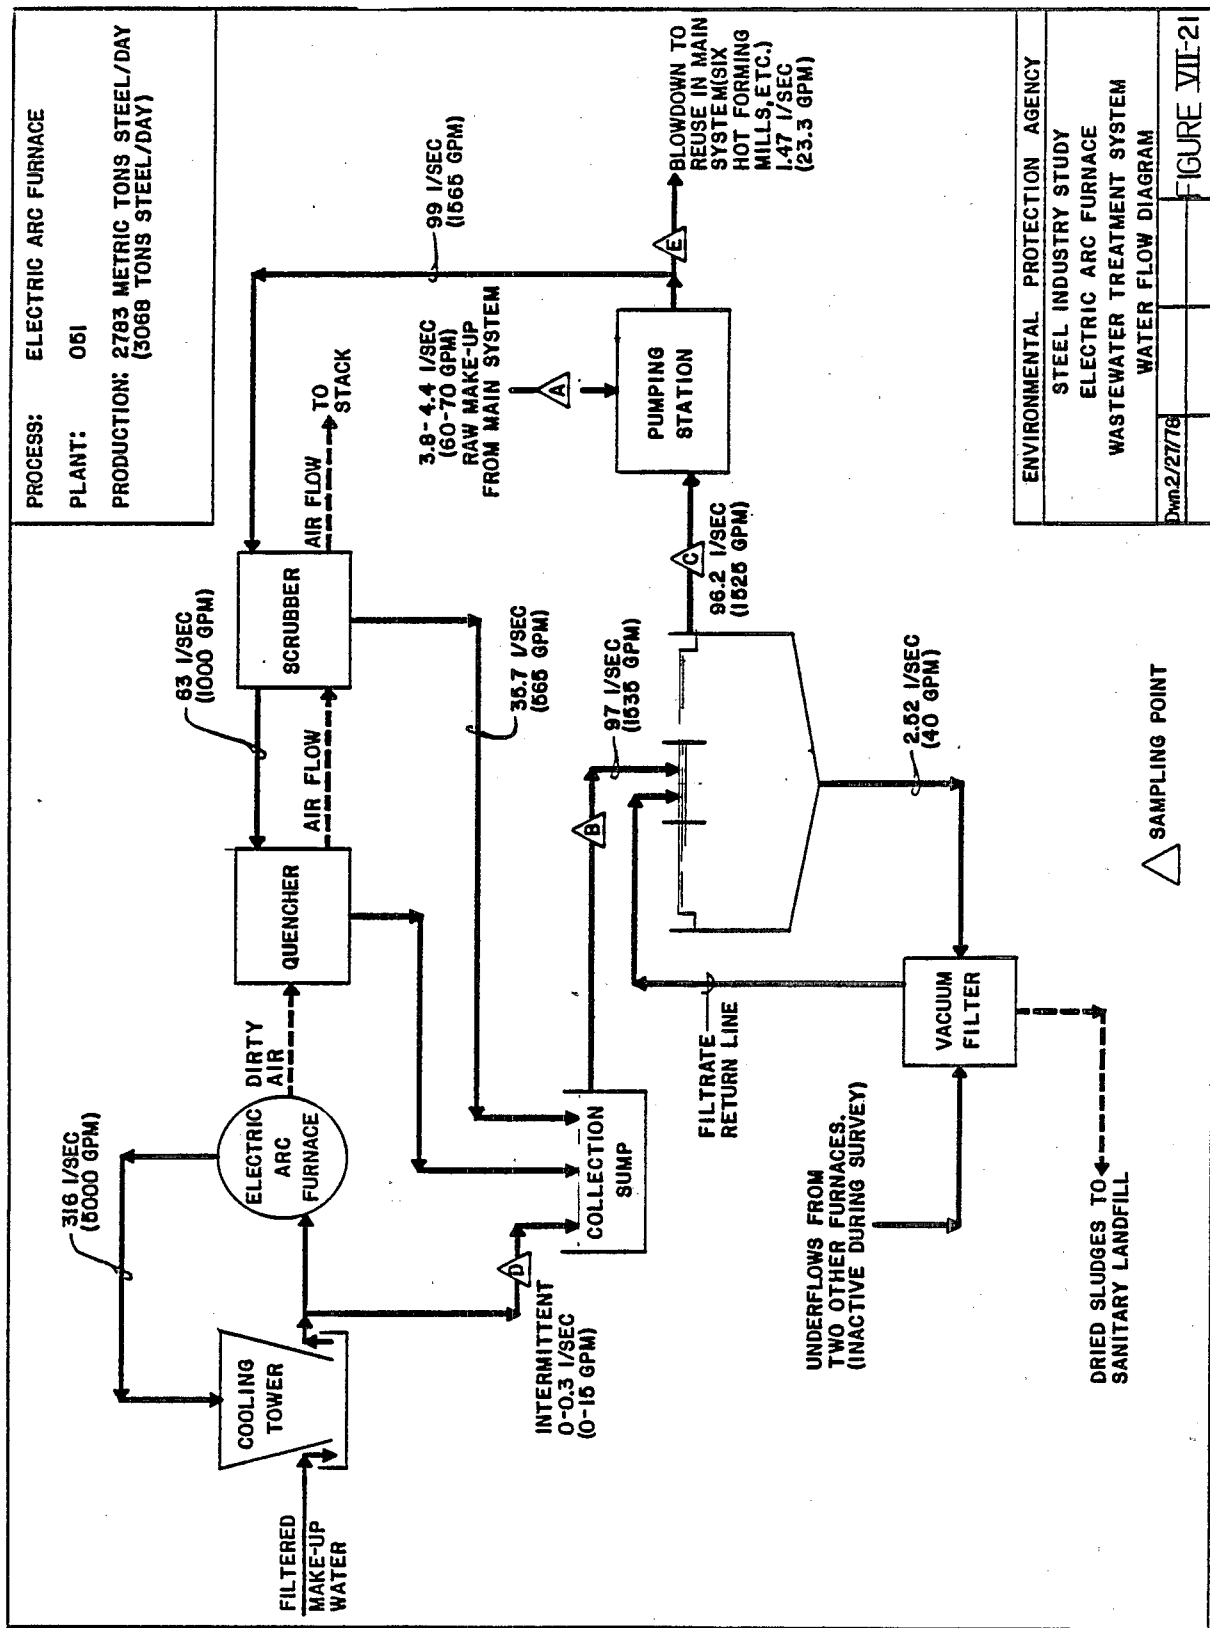 PROCESS: ELECTRIC ARC FURNACE
PLANT: 051
PRODUCTION: 2783 METRIC TONS STEEL/DAY
(3068 TONS STEEL/DAY)
316 l/SEC
(5000 GPM)
COOLING
TOWER
FILTERED
MAKE-UP
WATER
ELECTRIC
ARC
FURNACE
DIRTY
AIR
QUENCHER
AIR FLOW
63 l/SEC
(1000 GPM)
SCRUBBER
AIR FLOW
TO
STACK
99 l/SEC
(1565 GPM)
INTERMITTENT
0-0.3 l/SEC
(0-15 GPM)
D
COLLECTION
SUMP
35.7 l/SEC
(565 GPM)
B
97 l/SEC
(1535 GPM)
3.8-4.4 l/SEC
(60-70 GPM)
RAW MAKE-UP
FROM MAIN SYSTEM
A
C
96.2 l/SEC
(1525 GPM)
PUMPING
STATION
E
BLOWDOWN TO
REUSE IN MAIN
SYSTEM(SIX
HOT FORMING
MILLS, ETC.)
1.47 l/SEC
(23.3 GPM)
FILTRATE
RETURN LINE
2.52 l/SEC
(40 GPM)
UNDERFLOWS FROM
TWO OTHER FURNACES.
(INACTIVE DURING SURVEY)
VACUUM
FILTER
DRIED SLUDGES TO
SANITARY LANDFILL
SAMPLING POINT
ENVIRONMENTAL PROTECTION AGENCY
STEEL INDUSTRY STUDY
ELECTRIC ARC FURNACE
WASTEWATER TREATMENT SYSTEM
WATER FLOW DIAGRAM
Dwn.2/27/78
FIGURE VII-21